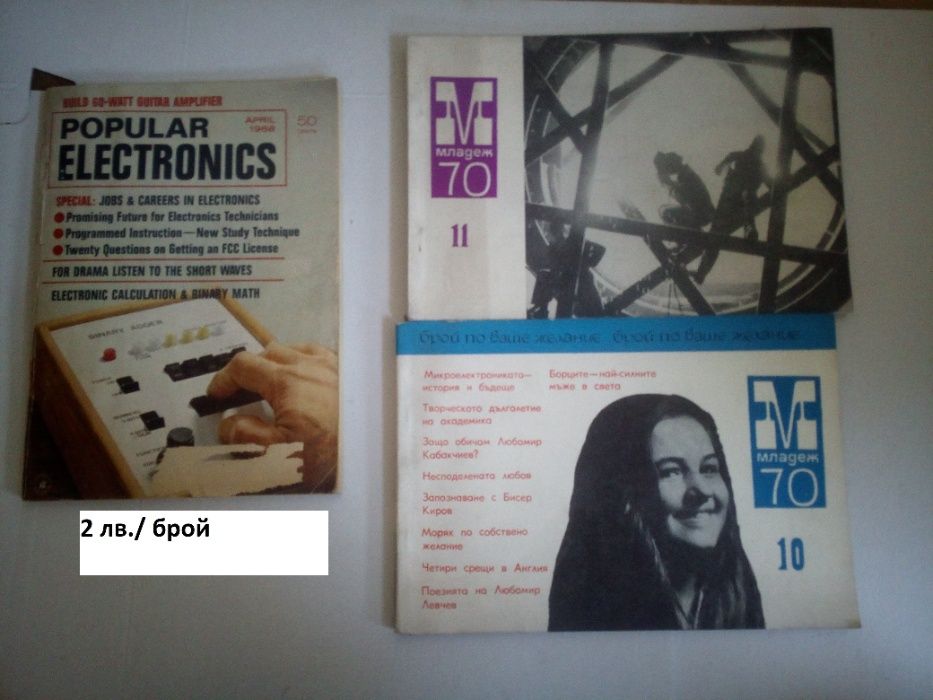 BUILD 60-WATT GUITAR AMPLIFIER
POPULAR
ELECTRONICS
APRIL
1968
50
CENTS
SPECIAL: JOBS & CAREERS IN ELECTRONICS
Promising Future for Electronics Technicians
Programmed Instruction—New Study Technique
Twenty Questions on Getting an FCC License
FOR DRAMA LISTEN TO THE SHORT WAVES
ELECTRONIC CALCULATION & BINARY MATH
BINARY ADDER
2 лв./ брой
М
младеж
70
11
брой по ваше желание брой по ваше желание
Микроелектрониката—
история и бъдеще
Творческото дълголетие
на академика
Защо обичам Любомир
Кабакчиев?
Несподелената любов
Запознаване с Бисер
Киров
Моряк по собствено
желание
Четири срещи в Англия
Поезията на Любомир
Левчев
Борците—най-силните
мъже в света
М
младеж
70
10